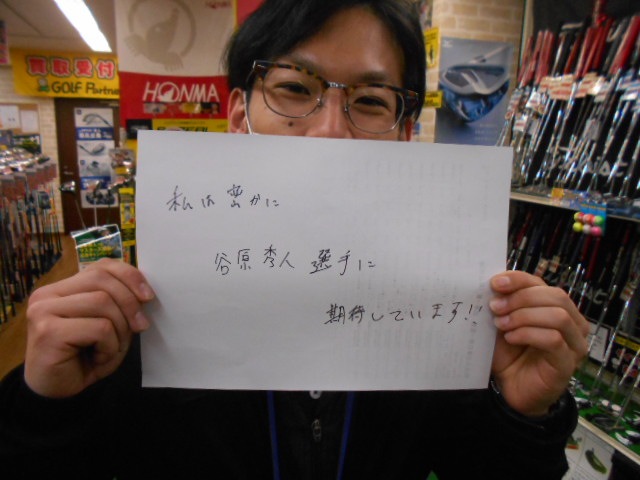 買取受付
GOLF Partner
HONMA
私は密かに
谷原秀人 選手に
期待しています!!